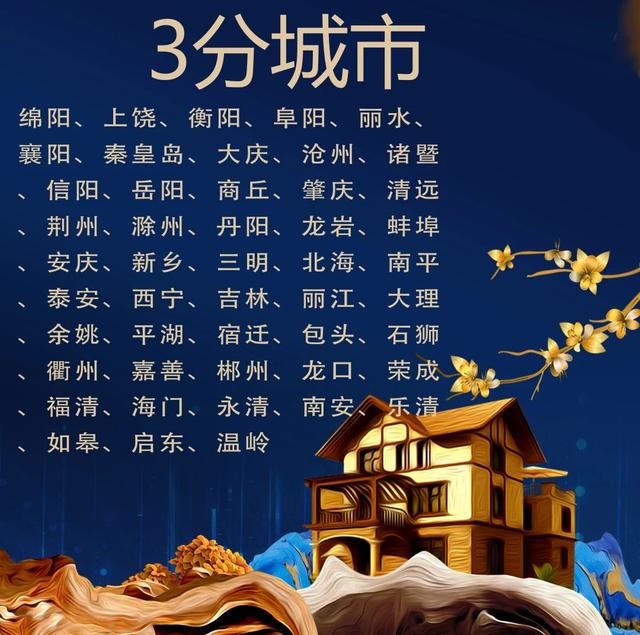 3分城市
绵阳、上饶、衡阳、阜阳、丽水、
襄阳、秦皇岛、大庆、沧州、诸暨
、信阳、岳阳、商丘、肇庆、清远
、荆州、滁州、丹阳、龙岩、蚌埠
、安庆、新乡、三明、北海、南平
、泰安、西宁、吉林、丽江、大理
、余姚、平湖、宿迁、包头、石狮
、衢州、嘉善、郴州、龙口、荣成
、福清、海门、永清、南安、乐清
、如皋、启东、温岭